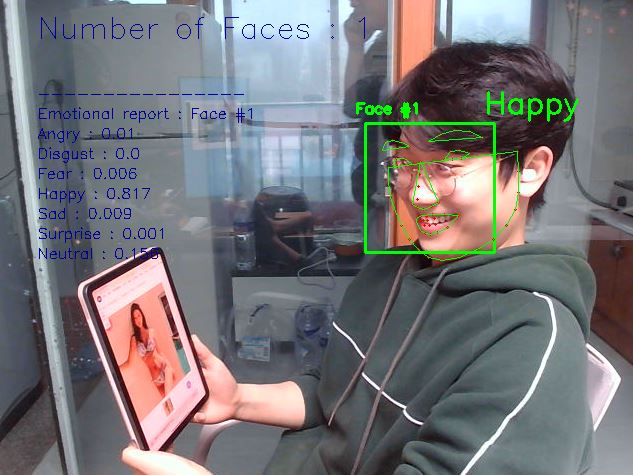 Number of Faces : 1
________________
Emotional report : Face #1
Angry : 0.01
Disgust : 0.0
Fear : 0.006
Happy : 0.817
Sad : 0.009
Surprise : 0.001
Neutral : 0.156
Face #1
Happy